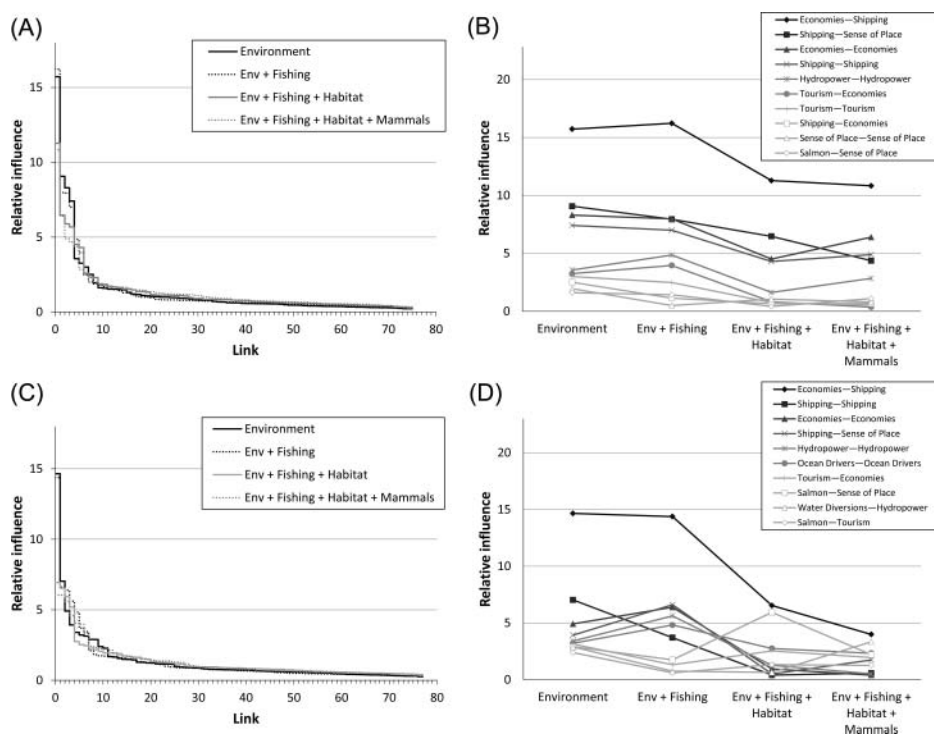 (A)
Environment
Env + Fishing
Env + Fishing + Habitat
Env + Fishing + Habitat + Mammals
Relative influence
15
10
5
0
0 10 20 30 40 50 60 70 80
Link
(B)
Economies—Shipping
Shipping—Sense of Place
Economies—Economies
Shipping—Shipping
Hydropower—Hydropower
Tourism—Economies
Tourism—Tourism
Shipping—Economies
Sense of Place—Sense of Place
Salmon—Sense of Place
Relative influence
20
15
10
5
0
Environment
Env + Fishing
Env + Fishing +
Habitat
Env + Fishing +
Habitat +
Mammals
(C)
Environment
Env + Fishing
Env + Fishing + Habitat
Env + Fishing + Habitat + Mammals
Relative influence
15
10
5
0
0 10 20 30 40 50 60 70 80
Link
(D)
Economies—Shipping
Shipping—Shipping
Economies—Economies
Shipping—Sense of Place
Hydropower—Hydropower
Ocean Drivers—Ocean Drivers
Tourism—Economies
Salmon—Sense of Place
Water Diversions—Hydropower
Salmon—Tourism
Relative influence
20
15
10
5
0
Environment
Env + Fishing
Env + Fishing +
Habitat
Env + Fishing +
Habitat +
Mammals